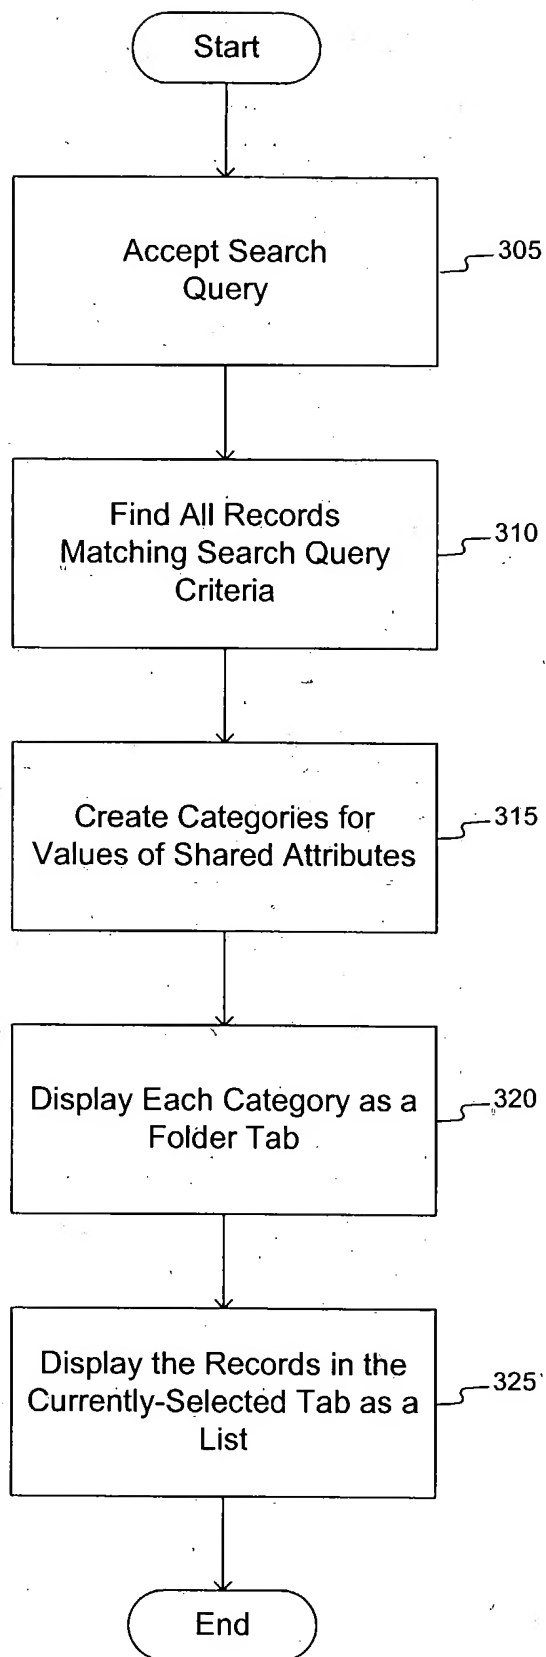 Start
Accept Search
Query
305
Find All Records
Matching Search Query
Criteria
310
Create Categories for
Values of Shared Attributes
315
Display Each Category as a
Folder Tab
320
Display the Records in the
Currently-Selected Tab as a
List
325
End